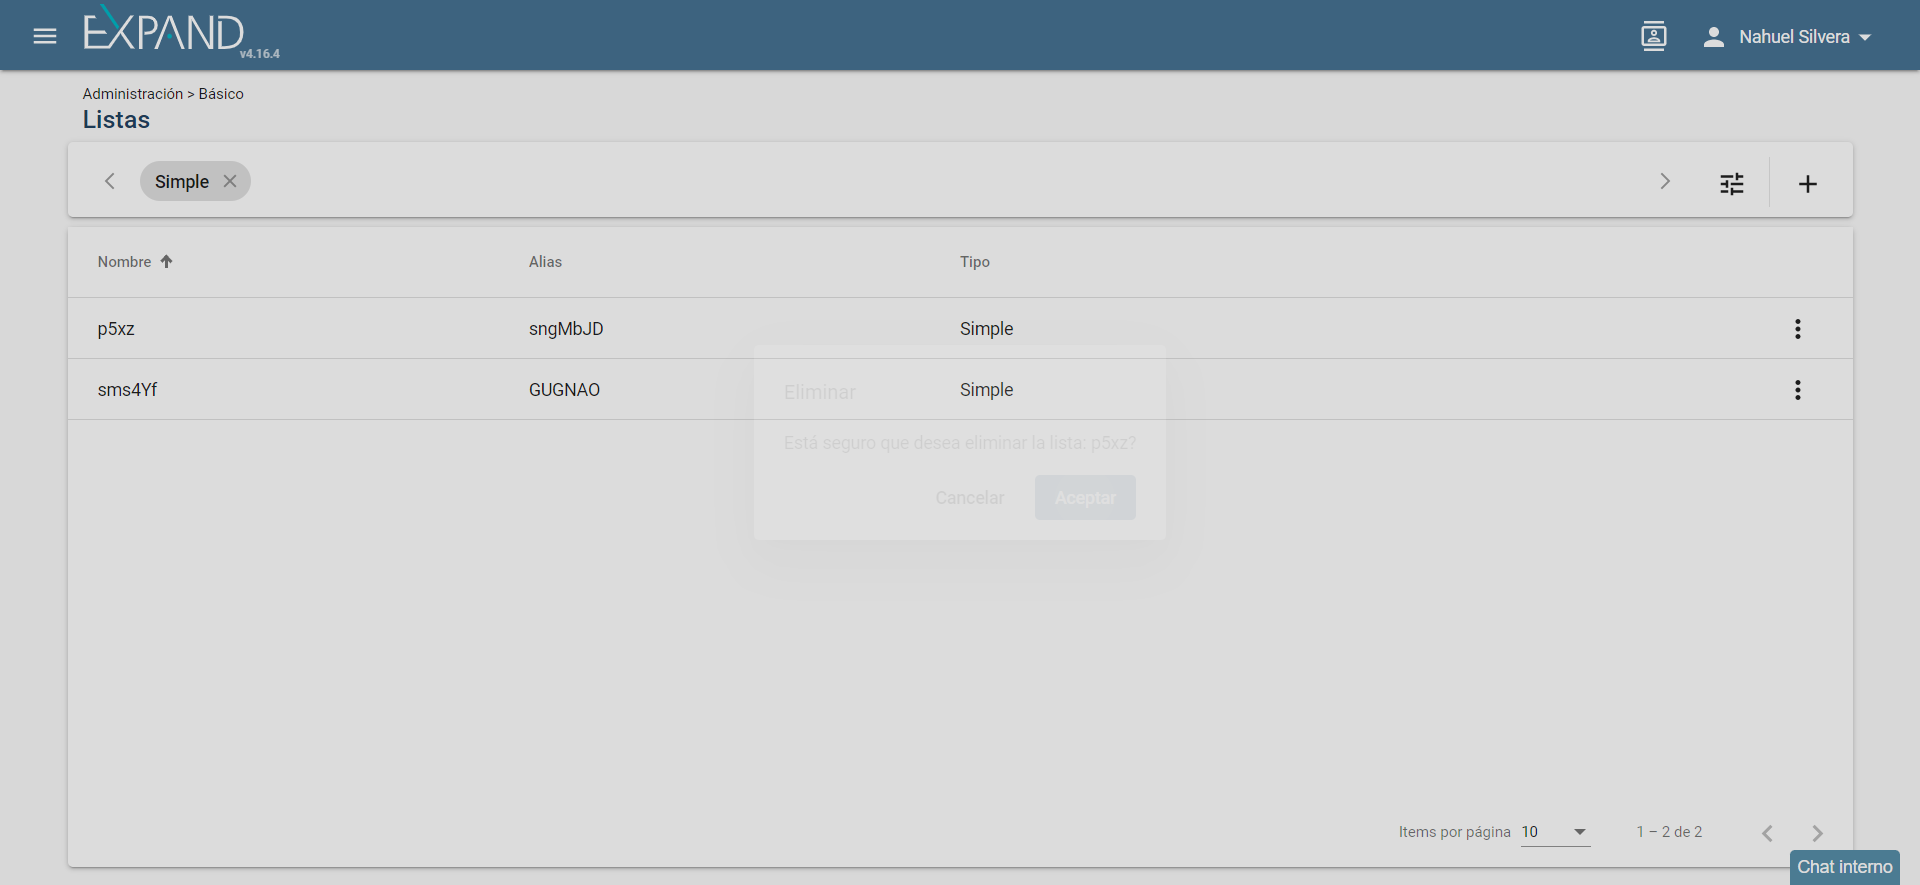 EXPAND
v4.16.4
Nahuel Silvera
Administración > Básico
Listas
Simple
Nombre Alias Tipo
p5xz sngMbJD Simple
sms4Yf GUGNAO Simple
Eliminar
Está seguro que desea eliminar la lista: p5xz?
Cancelar Aceptar
Items por página 10 1 – 2 de 2
Chat interno